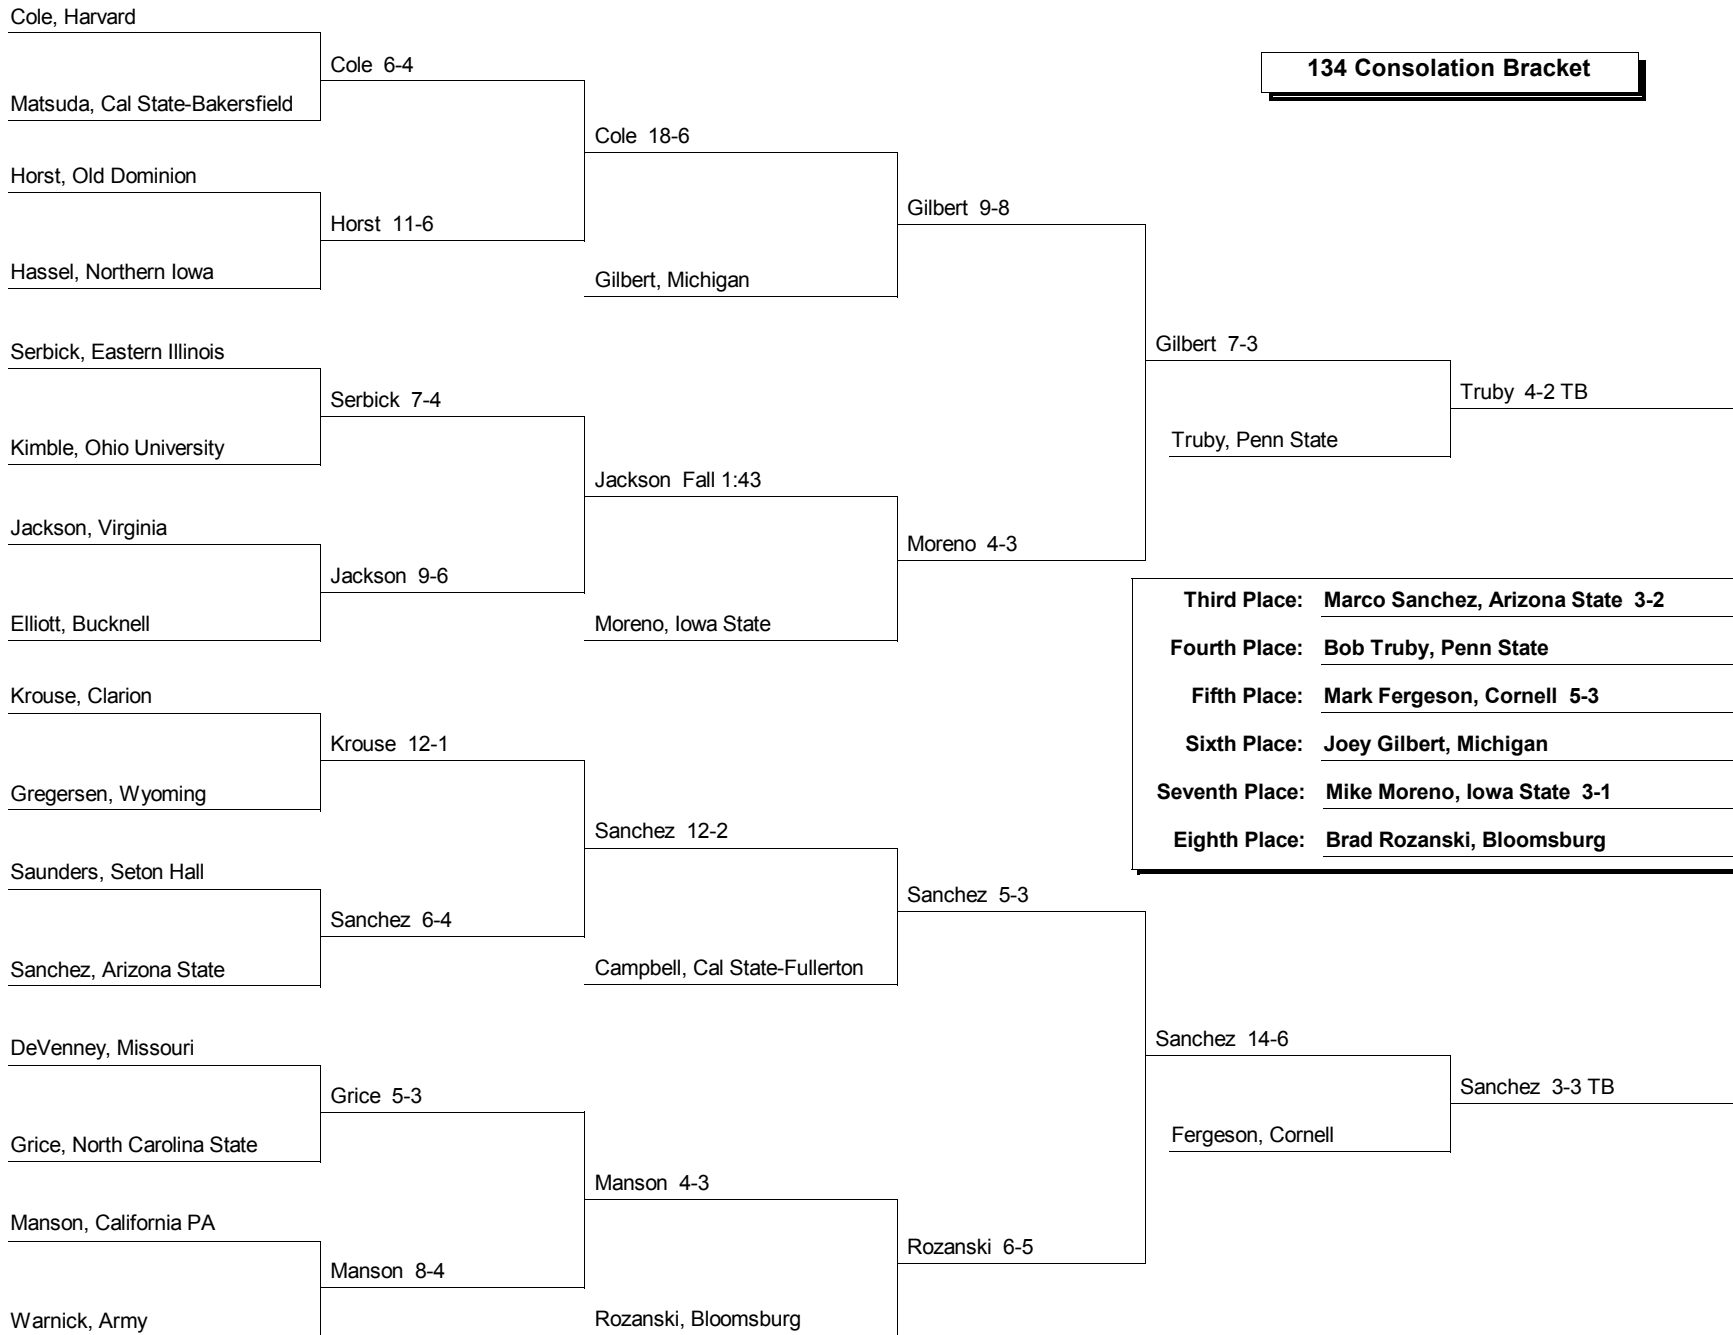 Cole, Harvard
Cole  6-4
134 Consolation Bracket
Matsuda, Cal State-Bakersfield
Cole  18-6
Horst, Old Dominion
Gilbert  9-8
Horst  11-6
Hassel, Northern Iowa
Gilbert, Michigan
Serbick, Eastern Illinois
Gilbert  7-3
Serbick  7-4
Truby  4-2 TB
Kimble, Ohio University
Truby, Penn State
Jackson  Fall 1:43
Jackson, Virginia
Moreno  4-3
Jackson  9-6
Elliott, Bucknell
Moreno, Iowa State
Third Place: Marco Sanchez, Arizona State  3-2
Fourth Place: Bob Truby, Penn State
Fifth Place: Mark Fergeson, Cornell  5-3
Sixth Place: Joey Gilbert, Michigan
Seventh Place: Mike Moreno, Iowa State  3-1
Eighth Place: Brad Rozanski, Bloomsburg
Krouse, Clarion
Krouse  12-1
Gregersen, Wyoming
Sanchez  12-2
Saunders, Seton Hall
Sanchez  5-3
Sanchez  6-4
Sanchez, Arizona State
Campbell, Cal State-Fullerton
DeVenney, Missouri
Sanchez  14-6
Grice  5-3
Sanchez  3-3 TB
Grice, North Carolina State
Fergeson, Cornell
Manson  4-3
Manson, California PA
Rozanski  6-5
Manson  8-4
Warnick, Army
Rozanski, Bloomsburg